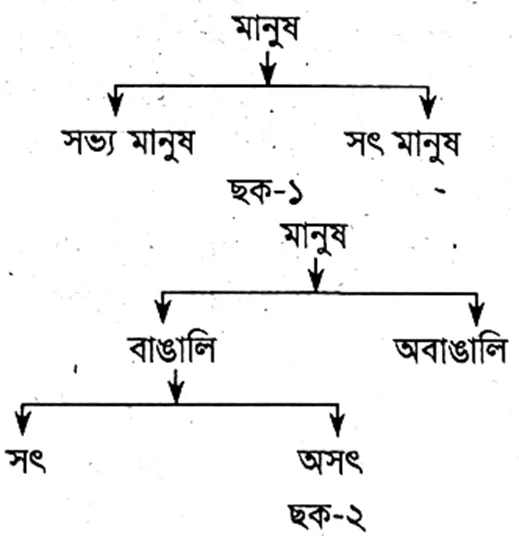 মানুষ
সভ্য মানুষ সৎ মানুষ
ছক-১
মানুষ
বাঙালি অবাঙালি
সৎ অসৎ
ছক-২